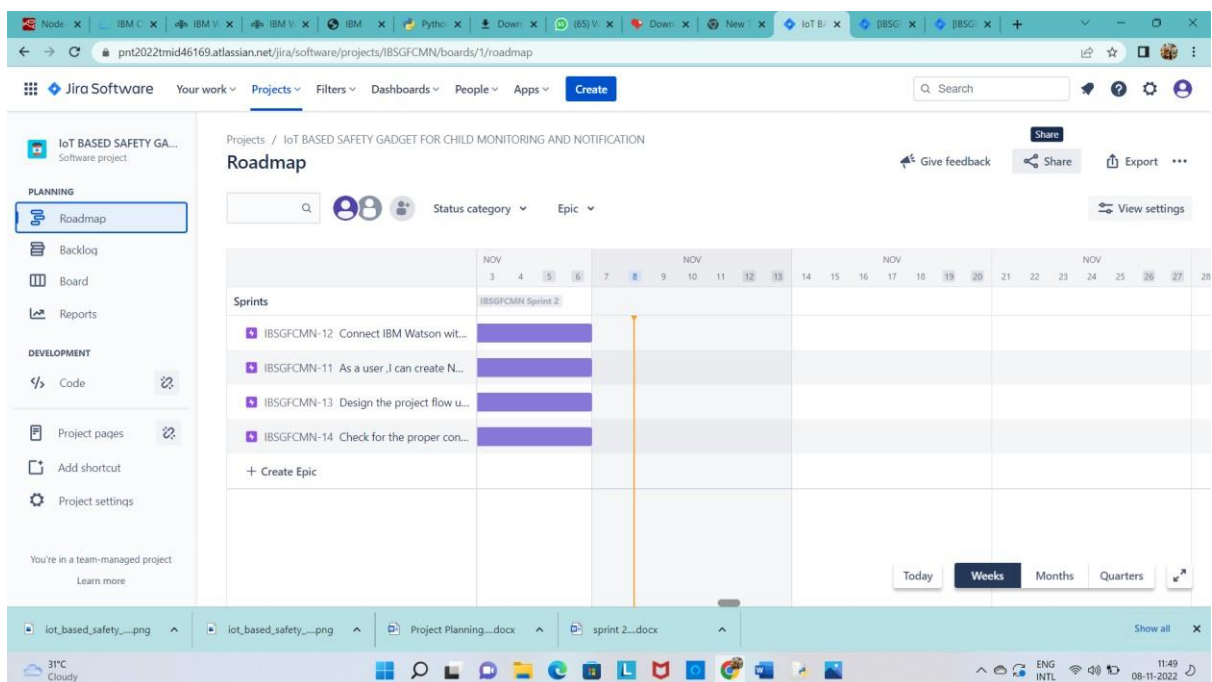 Node
IBM C
IBM W
IBM V
IBM
Pytho
Down
(65) W
Down
New T
IoT BA
[IBSG
[IBSG
pnt2022tmid46169.atlassian.net/jira/software/projects/IBSGFCMN/boards/1/roadmap
Jira Software
Your work
Projects
Filters
Dashboards
People
Apps
Create
Search
IoT BASED SAFETY GA...
Software project
PLANNING
Roadmap
Backlog
Board
Reports
DEVELOPMENT
Code
Project pages
Add shortcut
Project settings
You're in a team-managed project
Learn more
Projects / IoT BASED SAFETY GADGET FOR CHILD MONITORING AND NOTIFICATION
Roadmap
Share
Give feedback
Share
Export
Status category
Epic
View settings
NOV NOV NOV NOV
3 4 5 6 7 8 9 10 11 12 13 14 15 16 17 18 19 20 21 22 23 24 25 26 27 28
Sprints
IBSGFCMN Sprint 2
IBSGFCMN-12 Connect IBM Watson wit...
IBSGFCMN-11 As a user ,I can create N...
IBSGFCMN-13 Design the project flow u...
IBSGFCMN-14 Check for the proper con...
+ Create Epic
Today
Weeks
Months
Quarters
iot_based_safety_....png
iot_based_safety_....png
Project Planning....docx
sprint 2...docx
Show all
31°C
Cloudy
ENG
INTL
11:49
08-11-2022